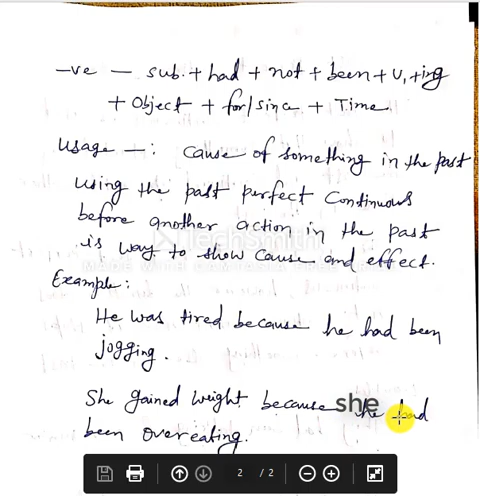 -ve - sub. + had + not + been + V₁ + ing
+ Object + for/since + Time
Usage -: cause of something in the past
Using the past perfect continuous
before another action in the past
is way to show cause and effect.
Example:
He was tired because he had been
jogging.
She gained weight because she had
been overeating.
2 / 2